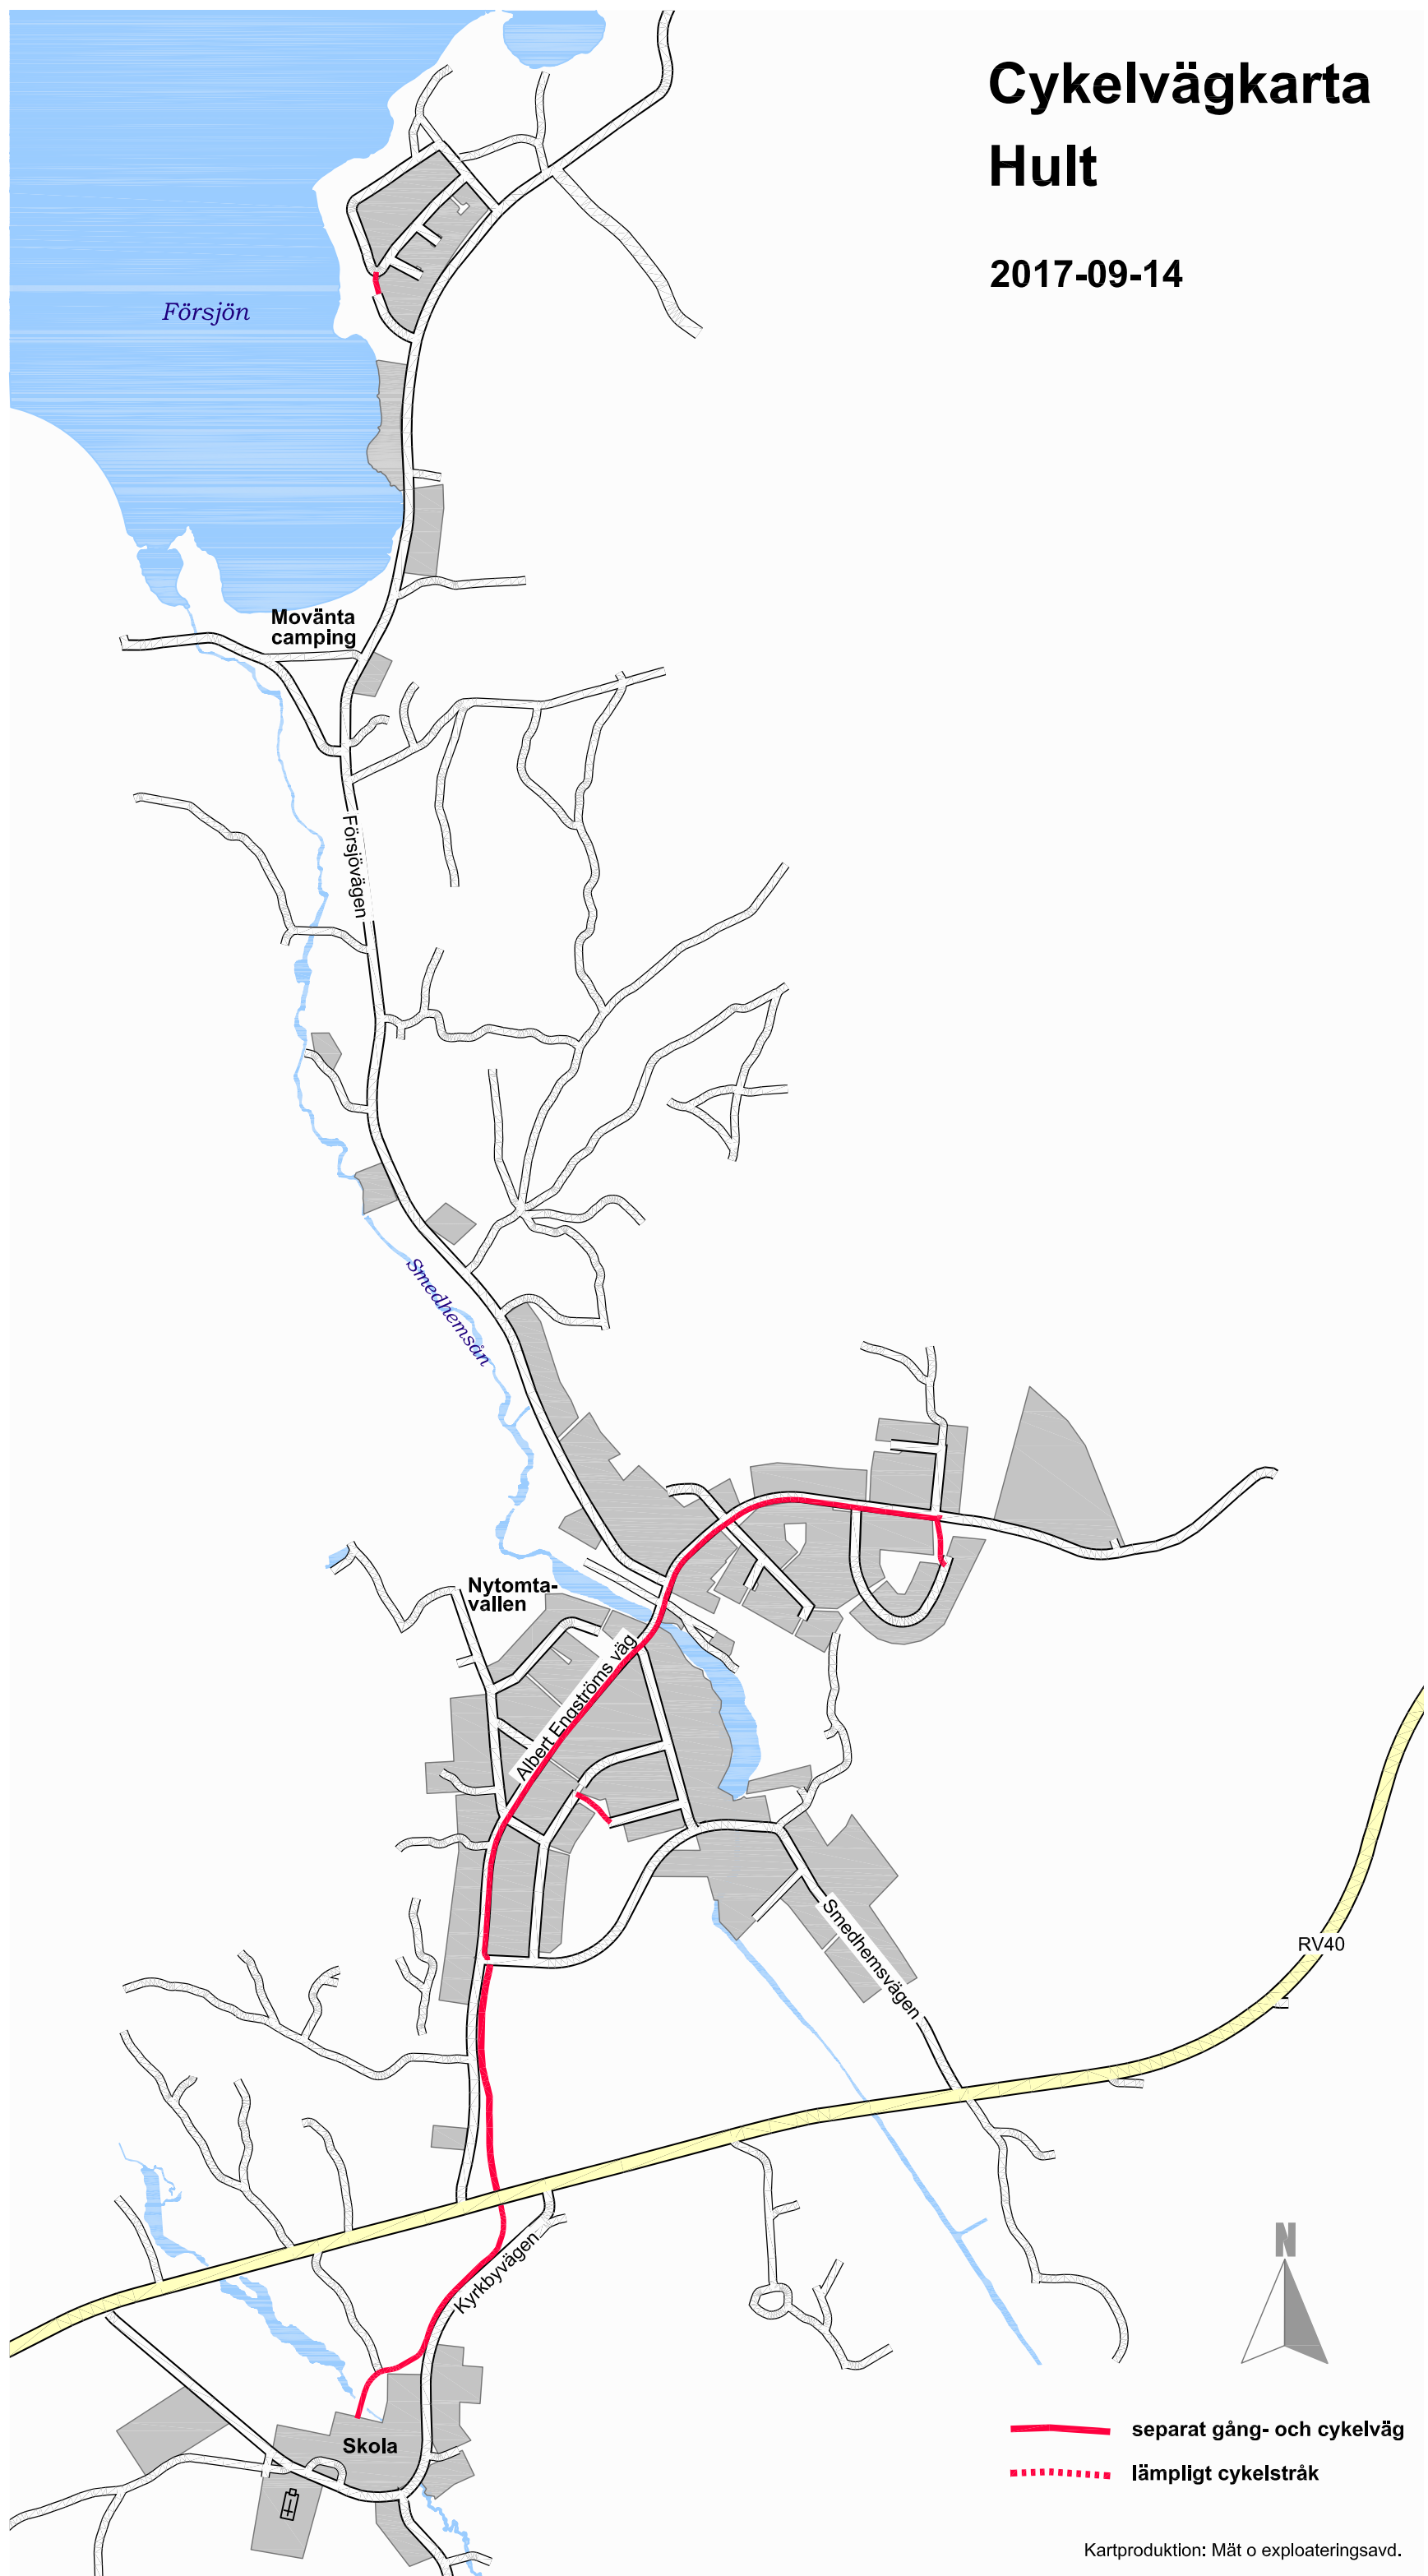 Cykelvägkarta
Hult
2017-09-14
Försjön
Movänta
camping
Försjövägen
Smedhemsån
Nytomta-
vallen
Albert Engströms väg
Smedhemsvägen
RV40
Kyrkbyvägen
N
separat gång- och cykelväg
Skola
lämpligt cykelstråk
Kartproduktion: Mät o exploateringsavd.